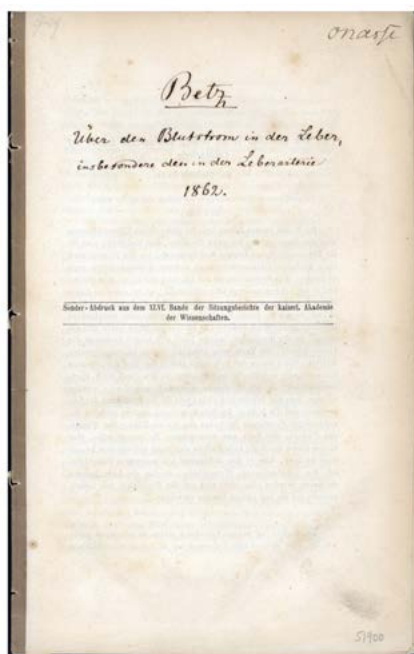 Betz
Über den Blutstrom in der Leber,
insbesondere den in der Leberarterie
1862.
Sonder-Abdruck aus dem XLVI. Bande der Sitzungsberichte der kaiserl. Akademie
der Wissenschaften.
51900